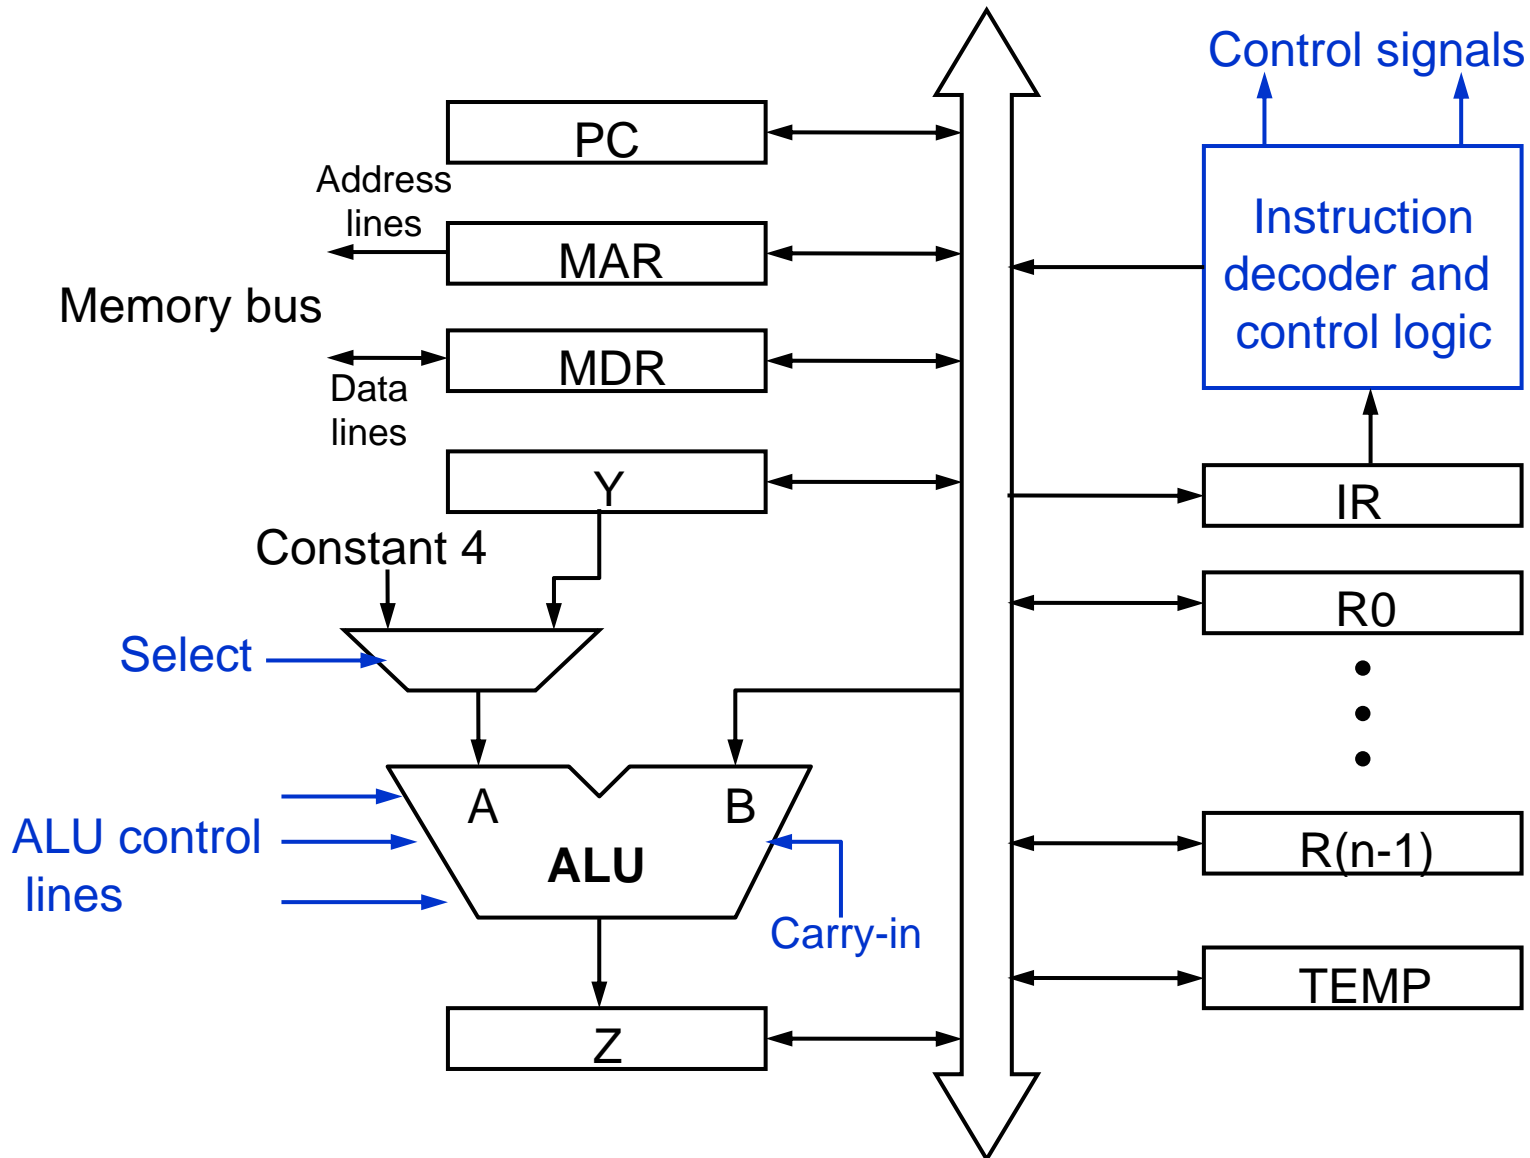 Control signals
PC
Address
lines
MAR
Memory bus
MDR
Data
lines
Instruction
decoder and
control logic
Y
IR
Constant 4
R0
Select
A
B
ALU control
lines
ALU
Carry-in
R(n-1)
TEMP
Z